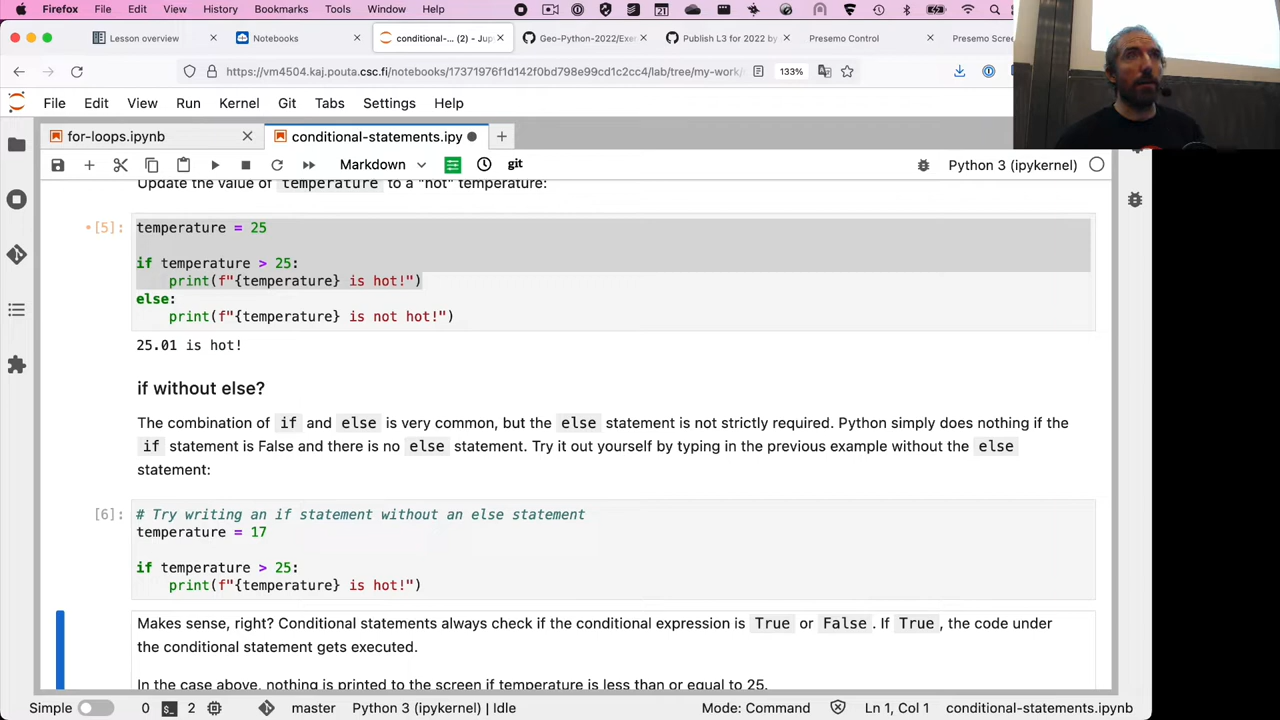 Firefox File Edit View History Bookmarks Tools Window Help
Lesson overview Notebooks conditional-... (2) - Jup Geo-Python-2022/Exer Publish L3 for 2022 by Presemo Control Presemo Scree
https://vm4504.kaj.pouta.csc.fi/notebooks/17371976f1d142f0bd798e99cd1c2cc4/lab/tree/my-work/ 133%
File Edit View Run Kernel Git Tabs Settings Help
for-loops.ipynb conditional-statements.ipy
Markdown git Python 3 (ipykernel)
Update the value of temperature to a "hot" temperature:
[5]: temperature = 25
if temperature > 25:
print(f"{temperature} is hot!")
else:
print(f"{temperature} is not hot!")
25.01 is hot!
if without else?
The combination of if and else is very common, but the else statement is not strictly required. Python simply does nothing if the
if statement is False and there is no else statement. Try it out yourself by typing in the previous example without the else
statement:
[6]: # Try writing an if statement without an else statement
temperature = 17
if temperature > 25:
print(f"{temperature} is hot!")
Makes sense, right? Conditional statements always check if the conditional expression is True or False. If True, the code under
the conditional statement gets executed.
In the case above, nothing is printed to the screen if temperature is less than or equal to 25.
Simple 0 2 master Python 3 (ipykernel) | Idle Mode: Command Ln 1, Col 1 conditional-statements.ipynb